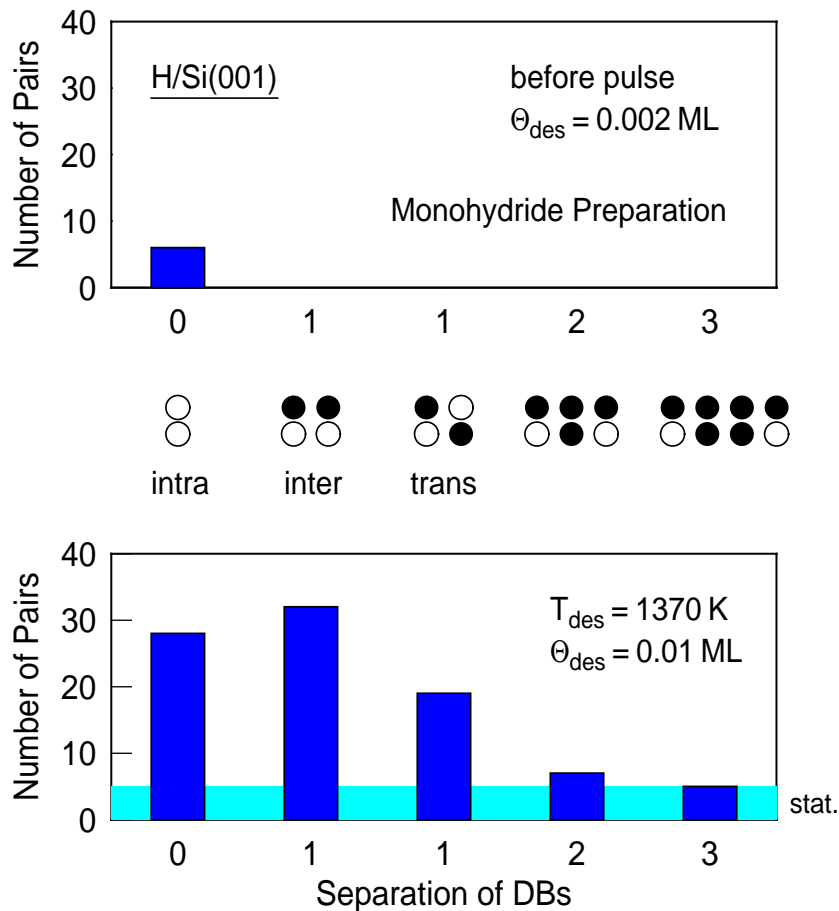 40
30
20
10
0
Number of Pairs
H/Si(001)
before pulse
Θdes = 0.002 ML
Monohydride Preparation
0 1 1 2 3
intra inter trans
40
30
20
10
0
Number of Pairs
Tdes = 1370 K
Θdes = 0.01 ML
stat.
0 1 1 2 3
Separation of DBs